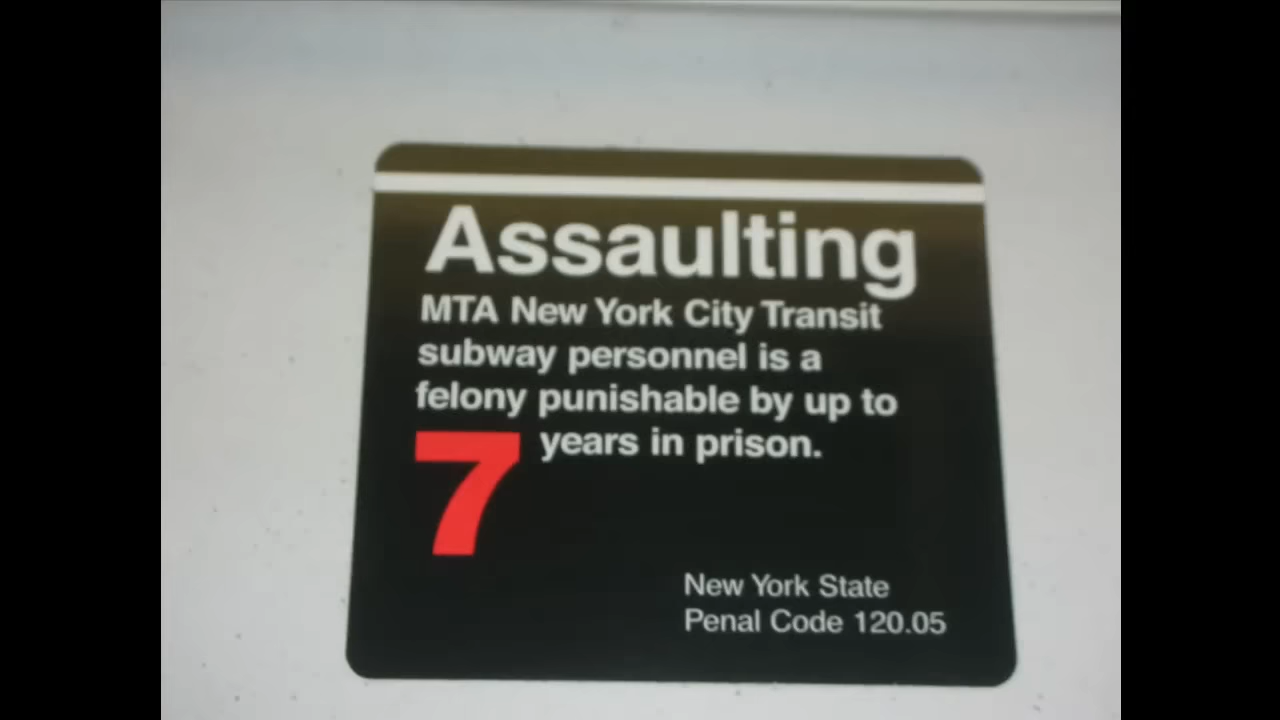 Assaulting
MTA New York City Transit
subway personnel is a
felony punishable by up to
7 years in prison.
New York State
Penal Code 120.05